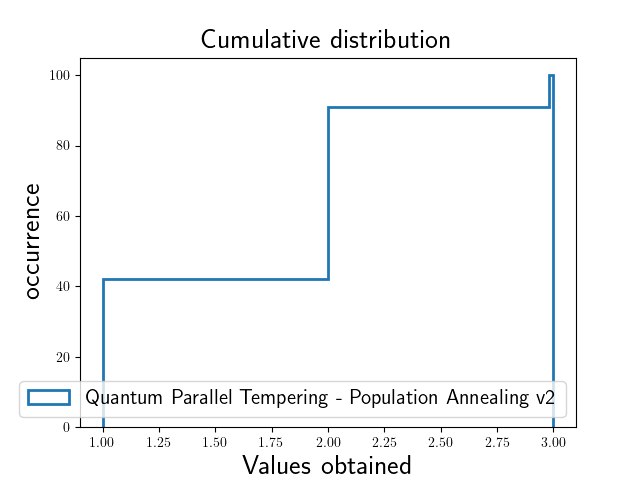 Cumulative distribution
100
80
60
40
20
0
occurrence
Quantum Parallel Tempering - Population Annealing v2
1.00 1.25 1.50 1.75 2.00 2.25 2.50 2.75 3.00
Values obtained